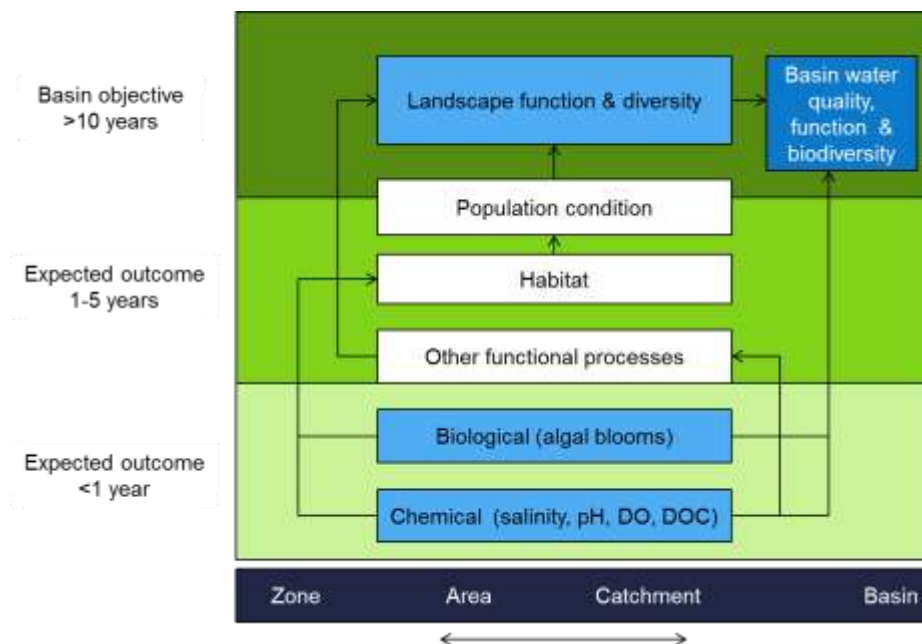 Basin objective
>10 years
Landscape function & diversity
Basin water
quality,
function &
biodiversity
Population condition
Expected outcome
1-5 years
Habitat
Other functional processes
Biological (algal blooms)
Expected outcome
<1 year
Chemical (salinity, pH, DO, DOC)
Zone
Area
Catchment
Basin